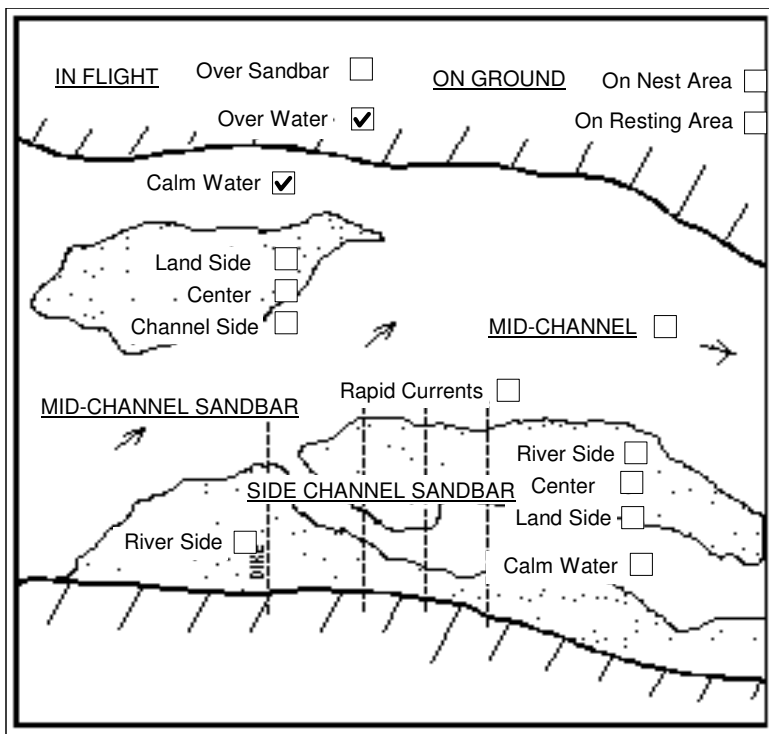 IN FLIGHT
Over Sandbar
ON GROUND
On Nest Area
Over Water
On Resting Area
Calm Water
Land Side
Center
Channel Side
MID-CHANNEL
Rapid Currents
MID-CHANNEL SANDBAR
River Side
SIDE CHANNEL SANDBAR
Center
Land Side
River Side
DIKE
Calm Water